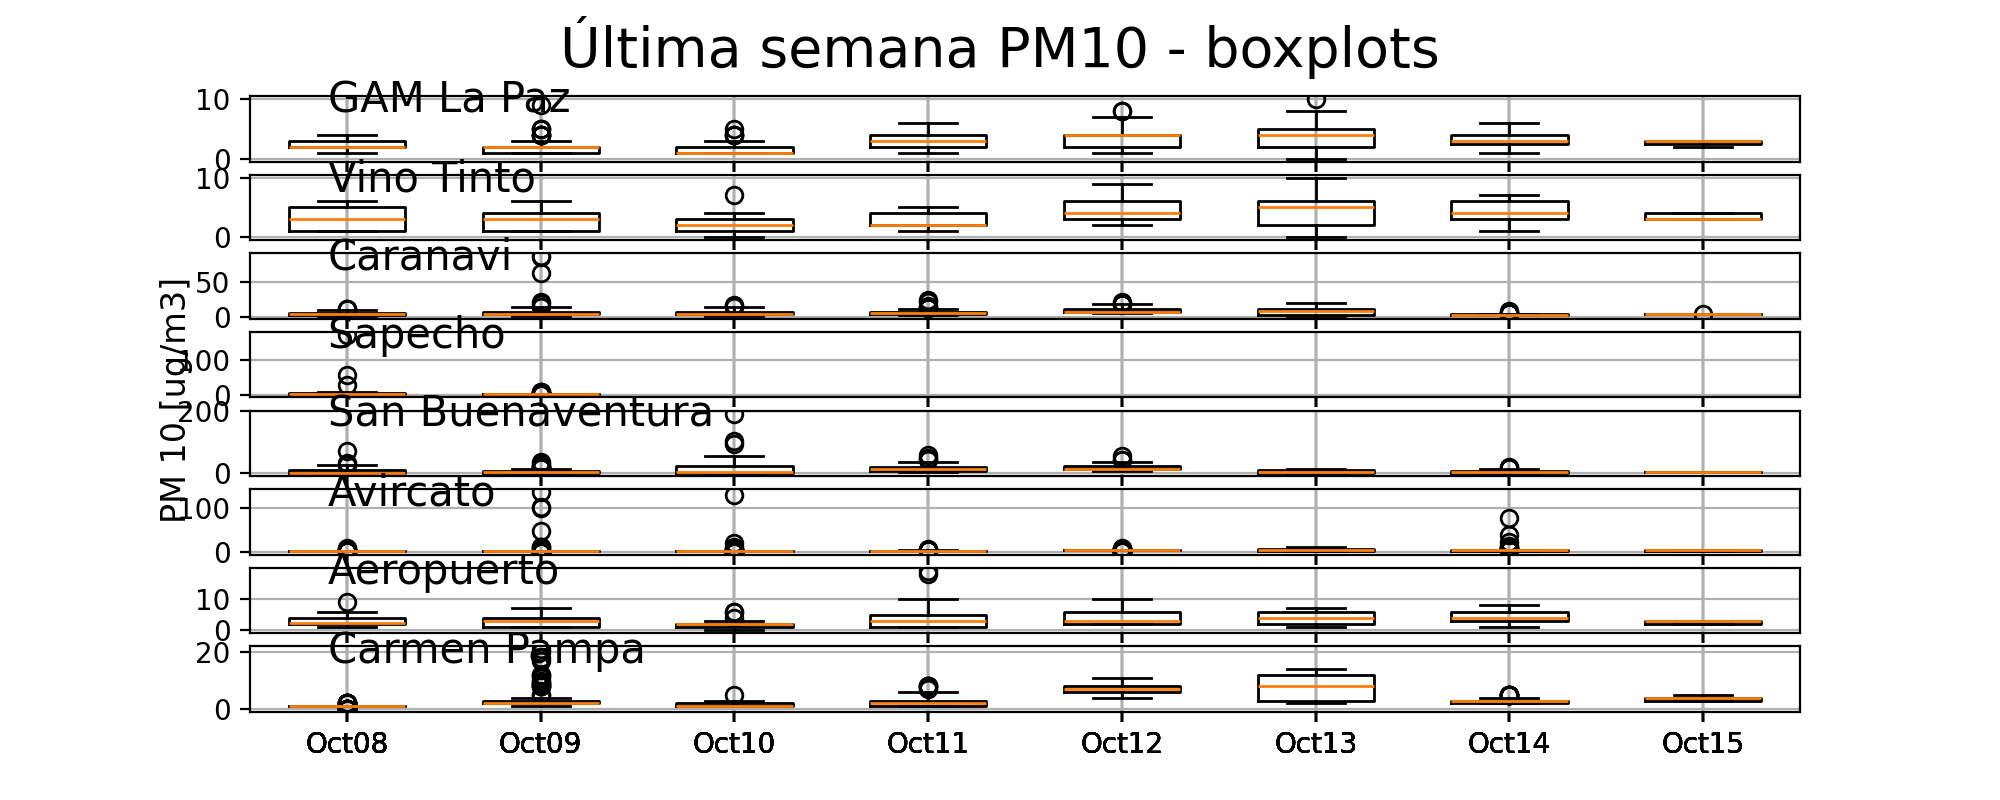 Última semana PM10 - boxplots
PM 10 [ug/m3]
GAM La Paz
10
0
Vino Tinto
10
0
Caranavi
50
0
Sapecho
100
0
San Buenaventura
200
0
Avircato
100
0
Aeropuerto
10
0
Carmen Pampa
20
0
Oct08 Oct09 Oct10 Oct11 Oct12 Oct13 Oct14 Oct15